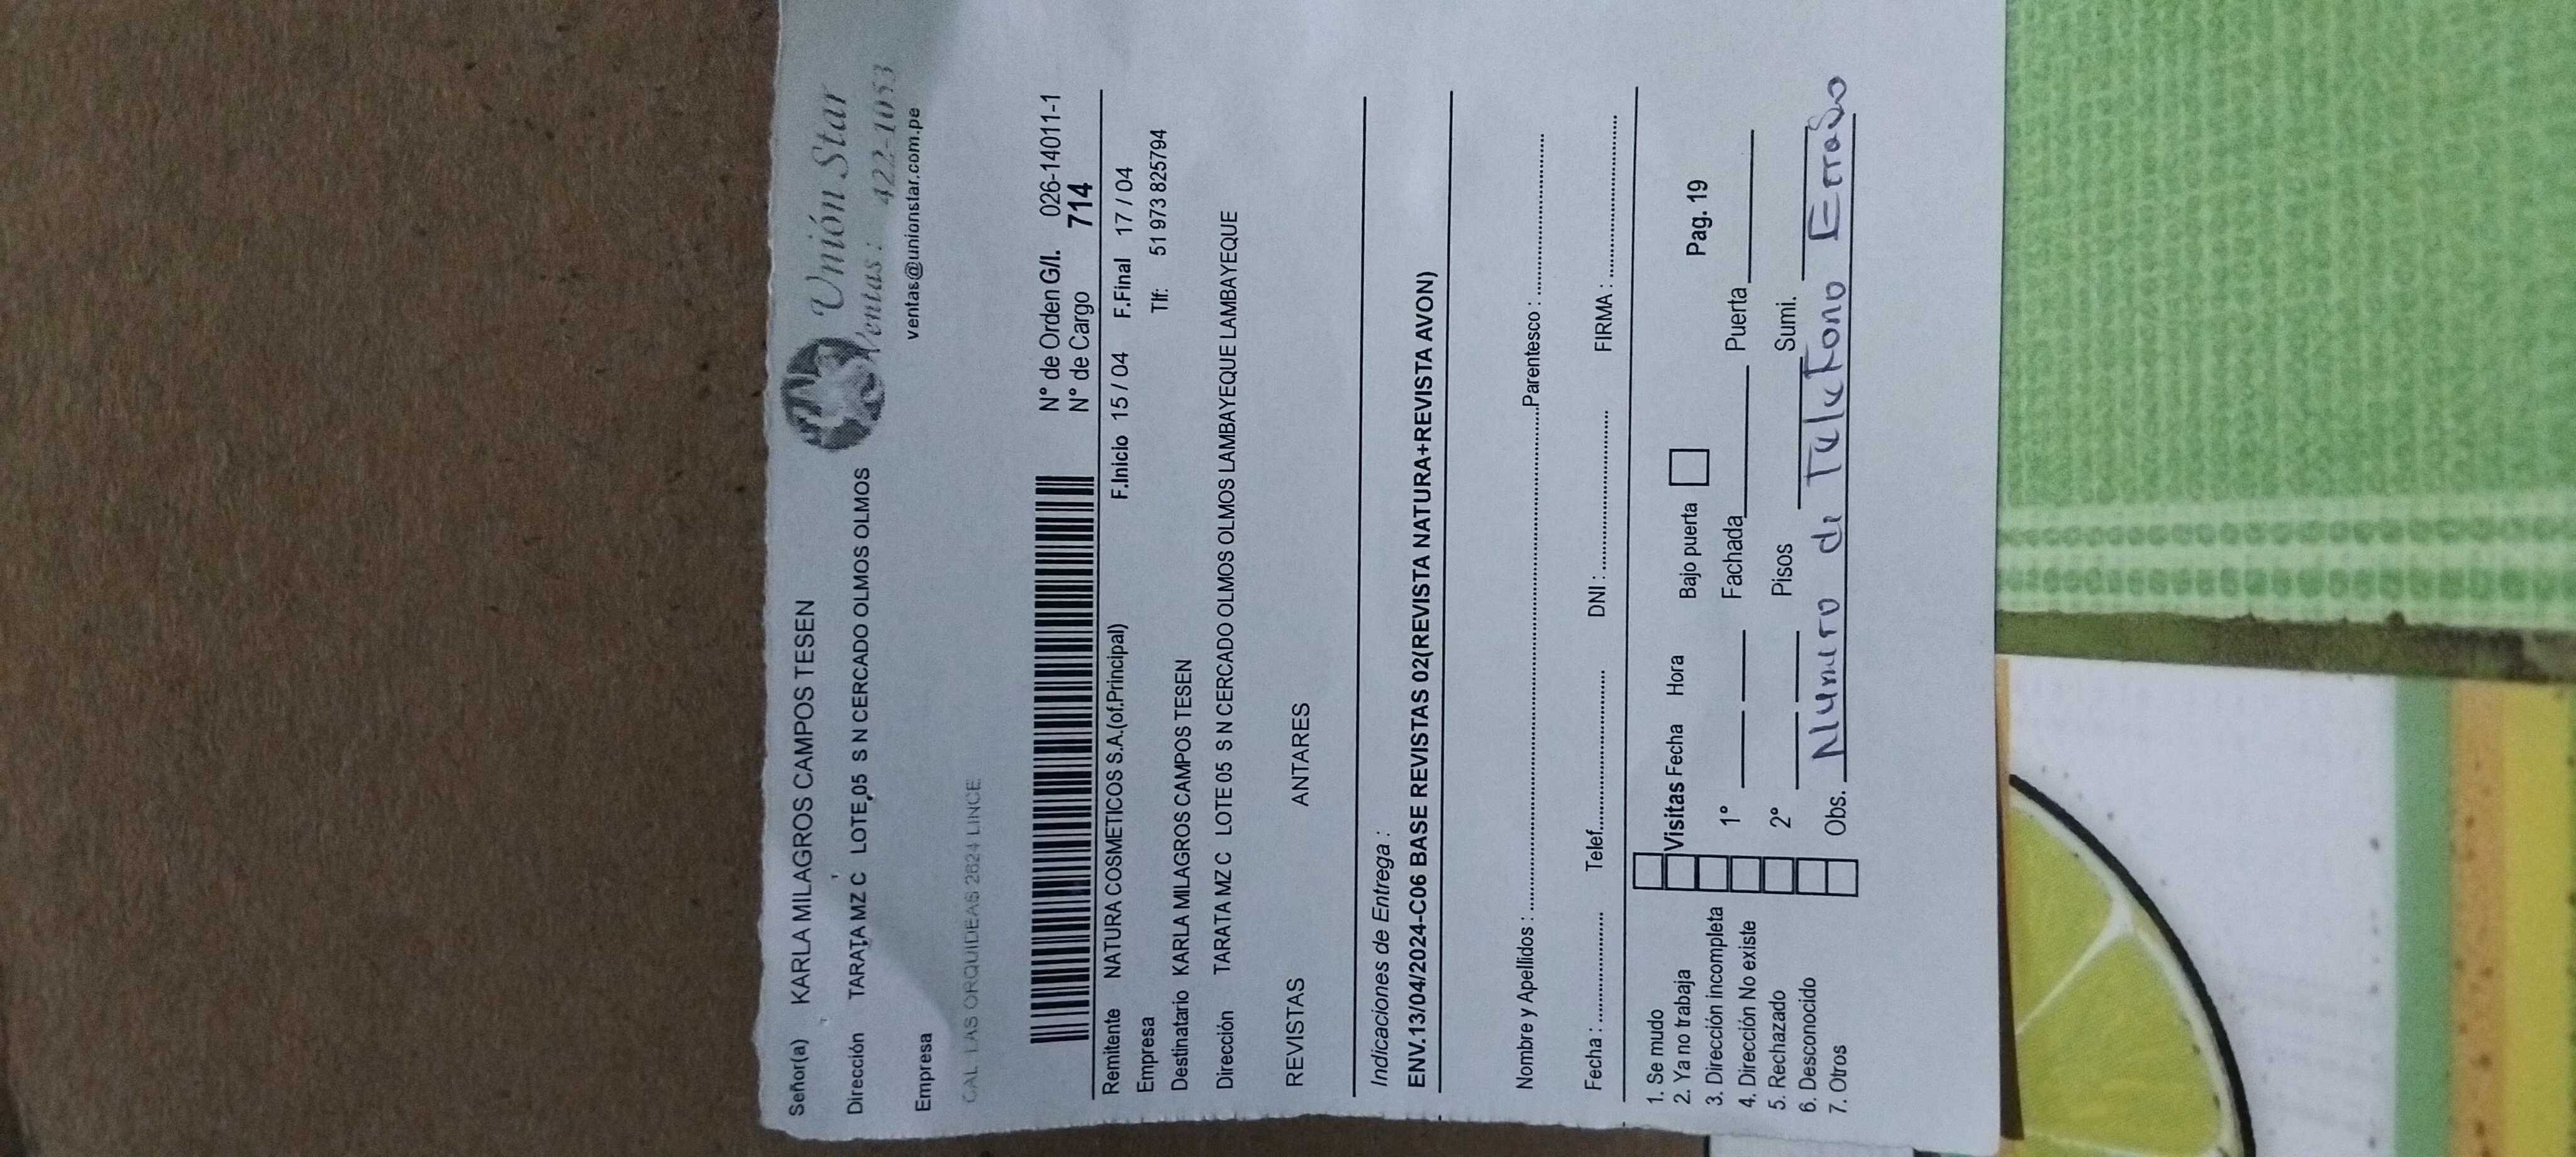 Señor(a) KARLA MILAGROS CAMPOS TESEN
Unión Star
Dirección TARATA MZ C LOTE 05 S N CERCADO OLMOS OLMOS
Ventas : 422-1053
Empresa
ventas@unionstar.com.pe
CAL LAS ORQUIDEAS 2624 LINCE
N° de Orden G/I. 026-14011-1
N° de Cargo 714
Remitente NATURA COSMETICOS S.A.(of.Principal) F.Inicio 15 / 04 F.Final 17 / 04
Empresa Tlf: 51 973 825794
Destinatario KARLA MILAGROS CAMPOS TESEN
Dirección TARATA MZ C LOTE 05 S N CERCADO OLMOS OLMOS LAMBAYEQUE LAMBAYEQUE
REVISTAS ANTARES
Indicaciones de Entrega :
ENV.13/04/2024-C06 BASE REVISTAS 02(REVISTA NATURA+REVISTA AVON)
Nombre y Apellidos : Parentesco :
Fecha : Telef. DNI : FIRMA :
1. Se mudo
2. Ya no trabaja Visitas Fecha Hora Bajo puerta Pag. 19
3. Dirección incompleta
4. Dirección No existe 1° Fachada Puerta
5. Rechazado
6. Desconocido 2° Pisos Sumi.
7. Otros Obs. Numero de Telefono Errado